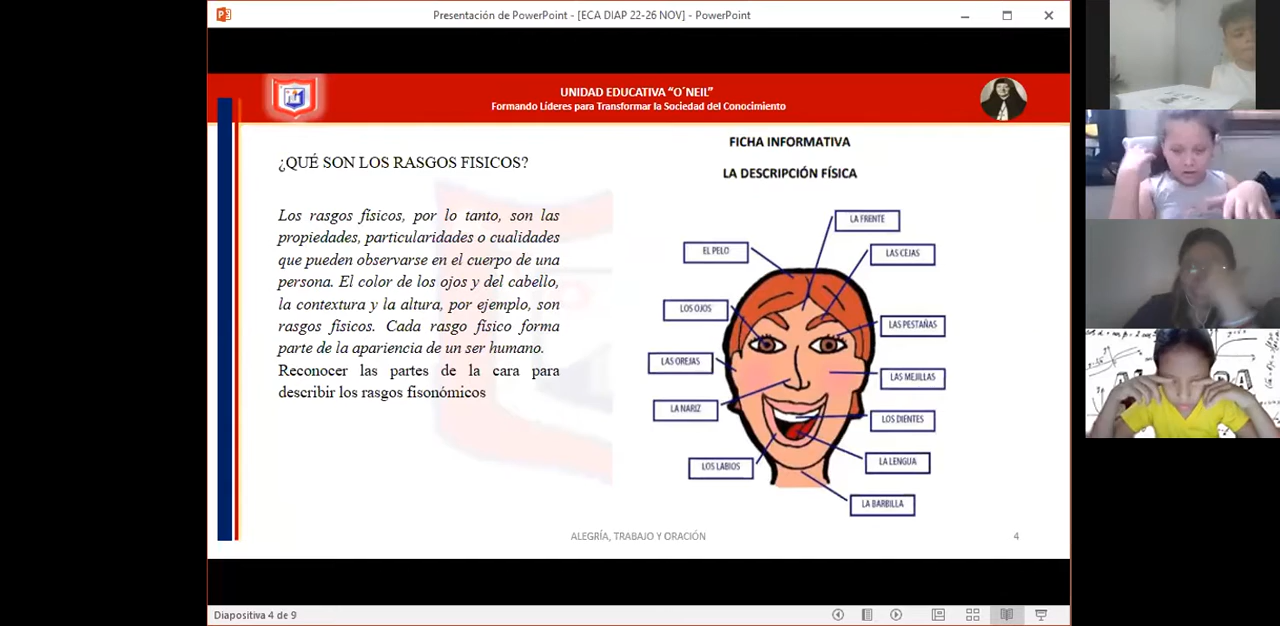 Presentación de PowerPoint - [ECA DIAP 22-26 NOV] - PowerPoint
UNIDAD EDUCATIVA “O´NEIL”
Formando Líderes para Transformar la Sociedad del Conocimiento
¿QUÉ SON LOS RASGOS FISICOS?
Los rasgos físicos, por lo tanto, son las
propiedades, particularidades o cualidades
que pueden observarse en el cuerpo de una
persona. El color de los ojos y del cabello,
la contextura y la altura, por ejemplo, son
rasgos físicos. Cada rasgo físico forma
parte de la apariencia de un ser humano.
Reconocer las partes de la cara para
describir los rasgos fisonómicos
FICHA INFORMATIVA
LA DESCRIPCIÓN FÍSICA
LA FRENTE
EL PELO
LAS CEJAS
LOS OJOS
LAS PESTAÑAS
LAS OREJAS
LAS MEJILLAS
LA NARIZ
LOS DIENTES
LOS LABIOS
LA LENGUA
LA BARBILLA
ALEGRÍA, TRABAJO Y ORACIÓN
4
Diapositiva 4 de 9